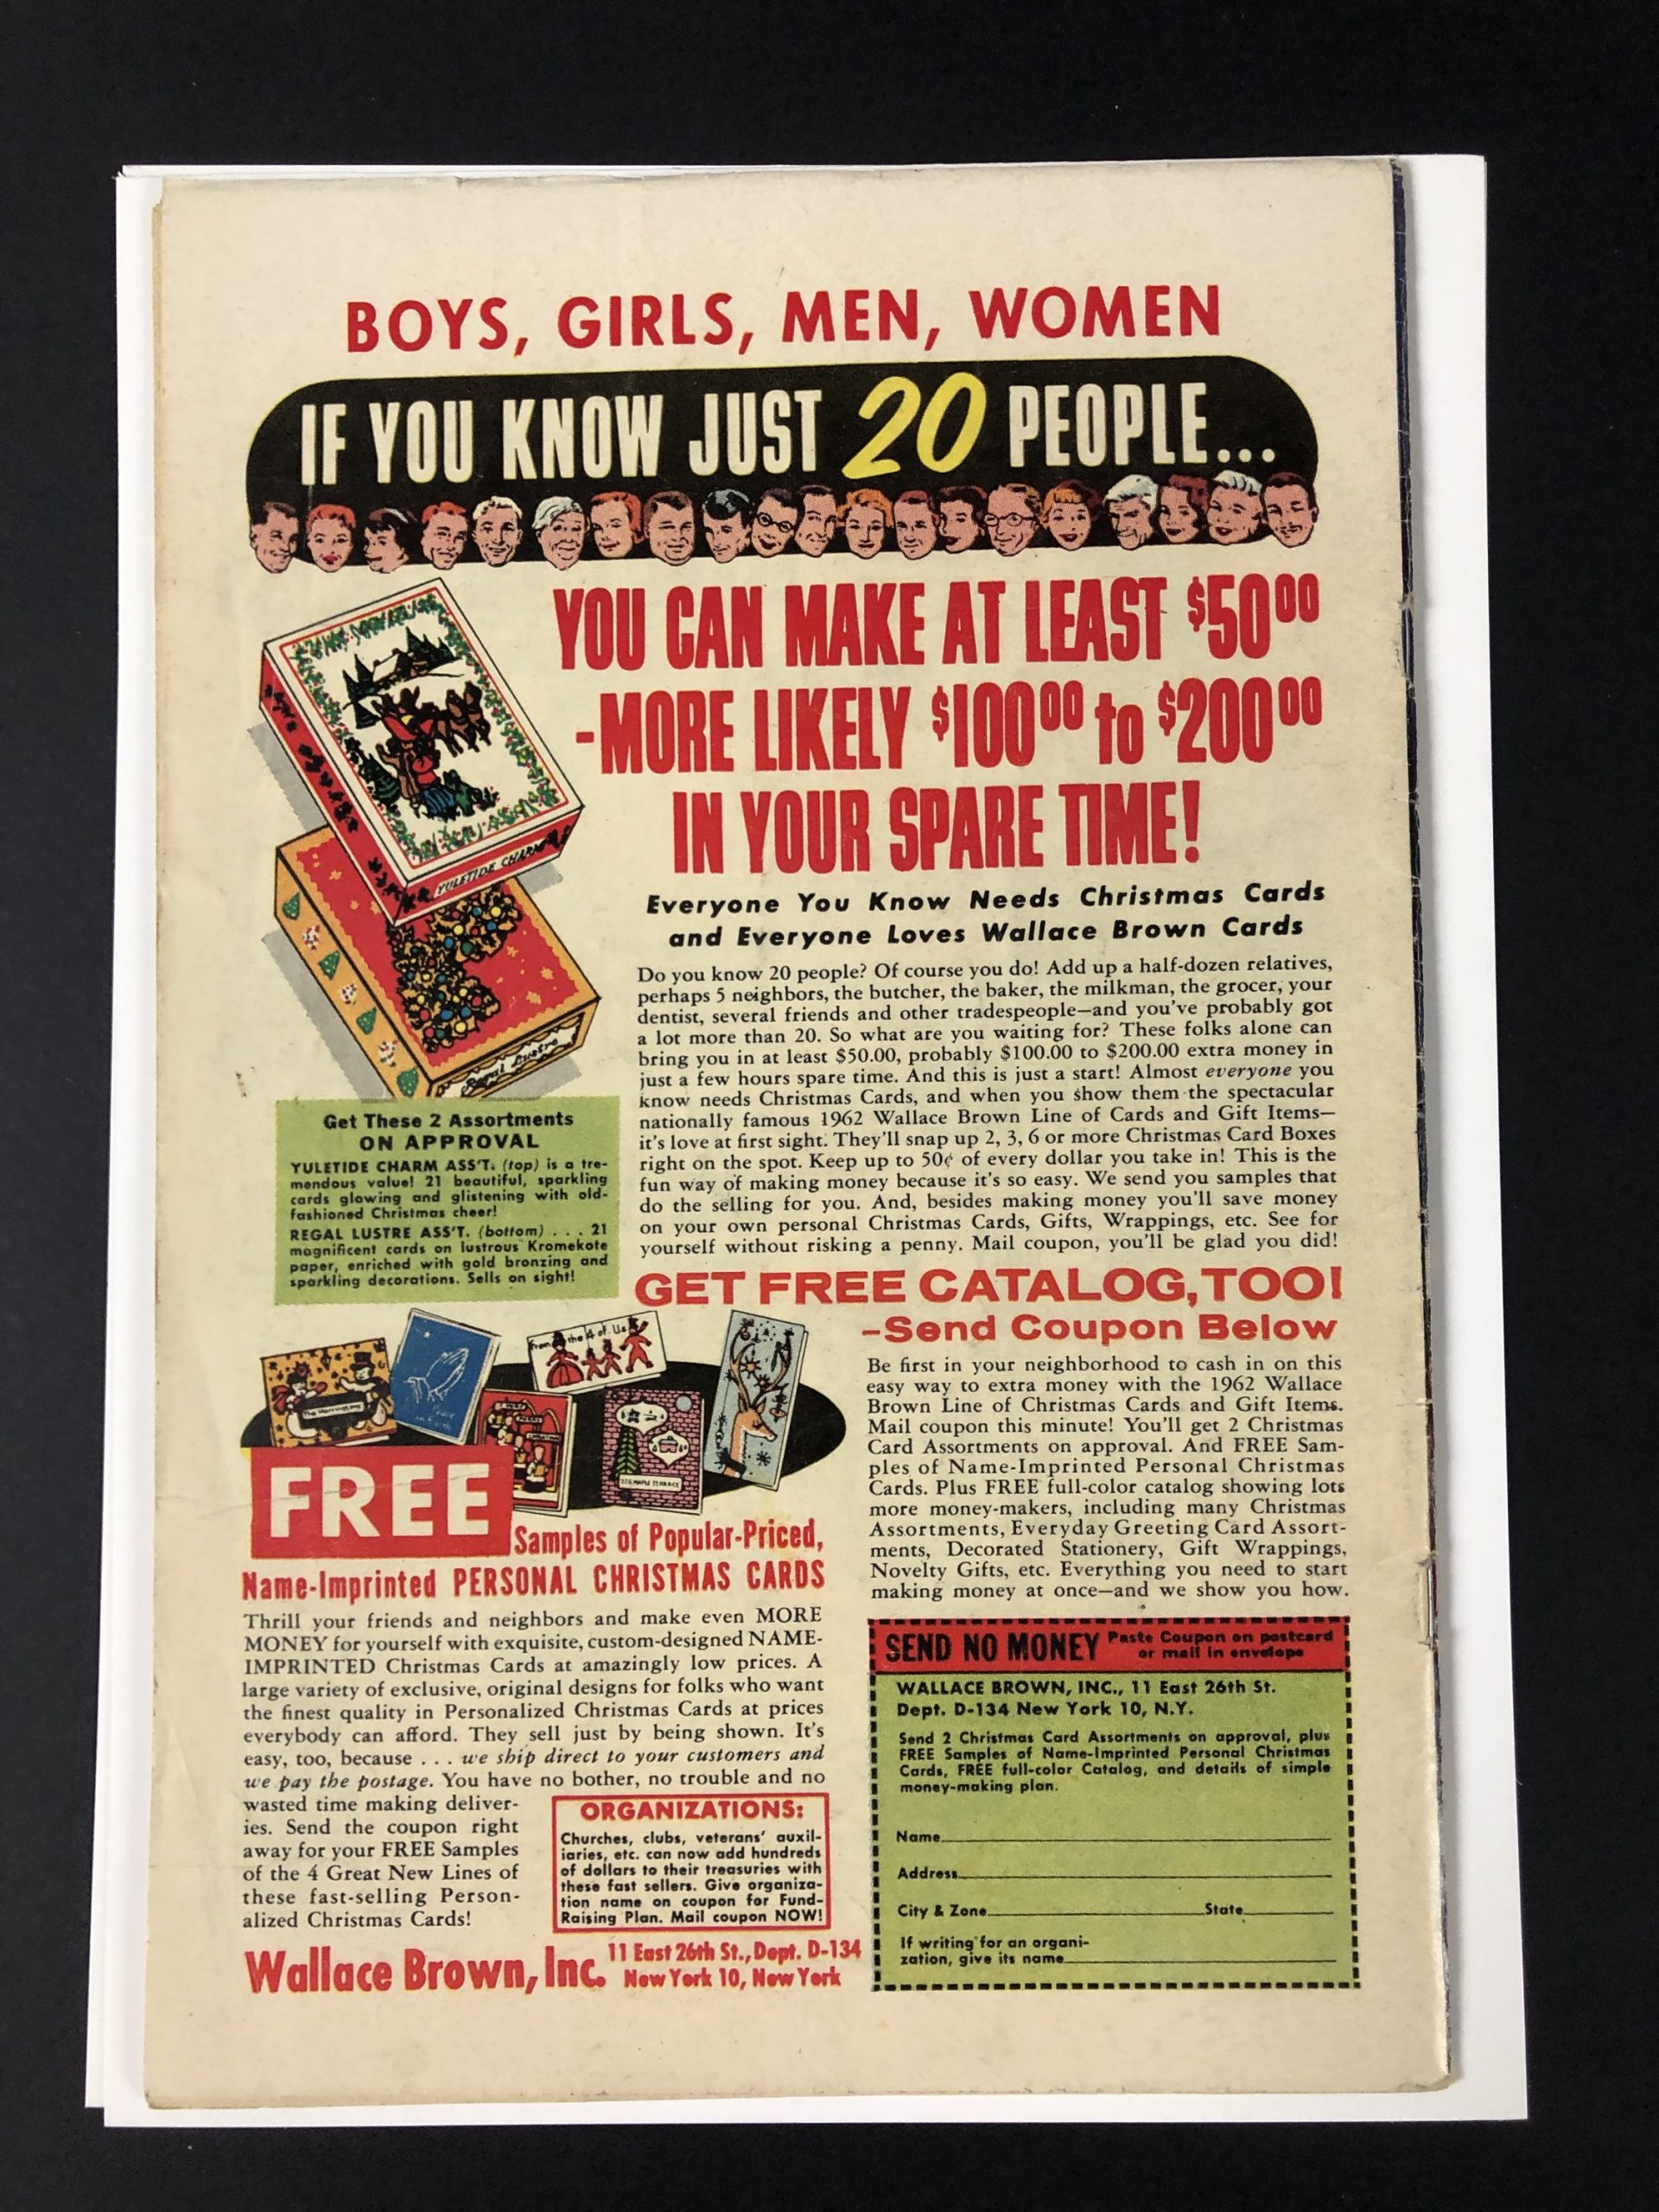 BOYS, GIRLS, MEN, WOMEN
IF YOU KNOW JUST 20 PEOPLE...
YOU CAN MAKE AT LEAST $50.00
-MORE LIKELY $100.00 to $200.00
IN YOUR SPARE TIME!
YULETIDE CHARM
Regal Lustre
Everyone You Know Needs Christmas Cards
and Everyone Loves Wallace Brown Cards
Do you know 20 people? Of course you do! Add up a half-dozen relatives,
perhaps 5 neighbors, the butcher, the baker, the milkman, the grocer, your
dentist, several friends and other tradespeople—and you've probably got
a lot more than 20. So what are you waiting for? These folks alone can
bring you in at least $50.00, probably $100.00 to $200.00 extra money in
just a few hours spare time. And this is just a start! Almost everyone you
know needs Christmas Cards, and when you show them the spectacular
nationally famous 1962 Wallace Brown Line of Cards and Gift Items—
it's love at first sight. They'll snap up 2, 3, 6 or more Christmas Card Boxes
right on the spot. Keep up to 50¢ of every dollar you take in! This is the
fun way of making money because it's so easy. We send you samples that
do the selling for you. And, besides making money you'll save money
on your own personal Christmas Cards, Gifts, Wrappings, etc. See for
yourself without risking a penny. Mail coupon, you'll be glad you did!
Get These 2 Assortments
ON APPROVAL
YULETIDE CHARM ASS'T. (top) is a tre-
mendous value! 21 beautiful, sparkling
cards glowing and glistening with old-
fashioned Christmas cheer!
REGAL LUSTRE ASS'T. (bottom) . . . 21
magnificent cards on lustrous Kromekote
paper, enriched with gold bronzing and
sparkling decorations. Sells on sight!
GET FREE CATALOG, TOO!
-Send Coupon Below
Be first in your neighborhood to cash in on this
easy way to extra money with the 1962 Wallace
Brown Line of Christmas Cards and Gift Items.
Mail coupon this minute! You'll get 2 Christmas
Card Assortments on approval. And FREE Sam-
ples of Name-Imprinted Personal Christmas
Cards. Plus FREE full-color catalog showing lots
more money-makers, including many Christmas
Assortments, Everyday Greeting Card Assort-
ments, Decorated Stationery, Gift Wrappings,
Novelty Gifts, etc. Everything you need to start
making money at once—and we show you how.
From the 4 of Us
MAPLE TERRACE
FREE
Samples of Popular-Priced,
Name-Imprinted PERSONAL CHRISTMAS CARDS
Thrill your friends and neighbors and make even MORE
MONEY for yourself with exquisite, custom-designed NAME-
IMPRINTED Christmas Cards at amazingly low prices. A
large variety of exclusive, original designs for folks who want
the finest quality in Personalized Christmas Cards at prices
everybody can afford. They sell just by being shown. It's
easy, too, because . . . we ship direct to your customers and
we pay the postage. You have no bother, no trouble and no
wasted time making deliver-
ies. Send the coupon right
away for your FREE Samples
of the 4 Great New Lines of
these fast-selling Person-
alized Christmas Cards!
ORGANIZATIONS:
Churches, clubs, veterans' auxil-
iaries, etc. can now add hundreds
of dollars to their treasuries with
these fast sellers. Give organiza-
tion name on coupon for Fund-
Raising Plan. Mail coupon NOW!
Wallace Brown, Inc. 11 East 26th St., Dept. D-134
New York 10, New York
SEND NO MONEY Paste Coupon on postcard
or mail in envelope
WALLACE BROWN, INC., 11 East 26th St.
Dept. D-134 New York 10, N.Y.
Send 2 Christmas Card Assortments on approval, plus
FREE Samples of Name-Imprinted Personal Christmas
Cards, FREE full-color Catalog, and details of simple
money-making plan.
Name
Address
City & Zone State
If writing for an organi-
zation, give its name